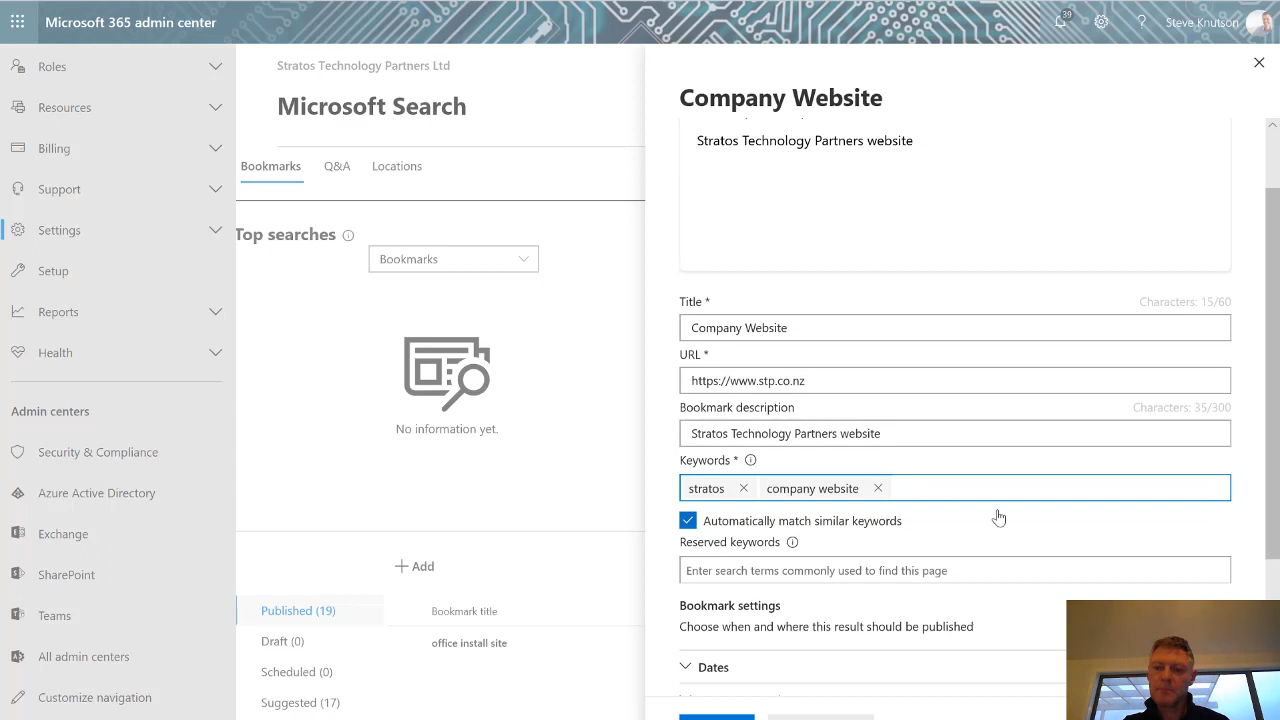 Microsoft 365 admin center
39
Steve Knutson
Roles
Resources
Billing
Support
Settings
Setup
Reports
Health
Admin centers
Security & Compliance
Azure Active Directory
Exchange
SharePoint
Teams
All admin centers
Customize navigation
Stratos Technology Partners Ltd
Microsoft Search
Bookmarks Q&A Locations
Top searches
Bookmarks
No information yet.
Add
Published (19)
Draft (0)
Scheduled (0)
Suggested (17)
Bookmark title
office install site
Company Website
Stratos Technology Partners website
Title * Characters: 15/60
Company Website
URL *
https://www.stp.co.nz
Bookmark description Characters: 35/300
Stratos Technology Partners website
Keywords *
stratos company website
Automatically match similar keywords
Reserved keywords
Enter search terms commonly used to find this page
Bookmark settings
Choose when and where this result should be published
Dates